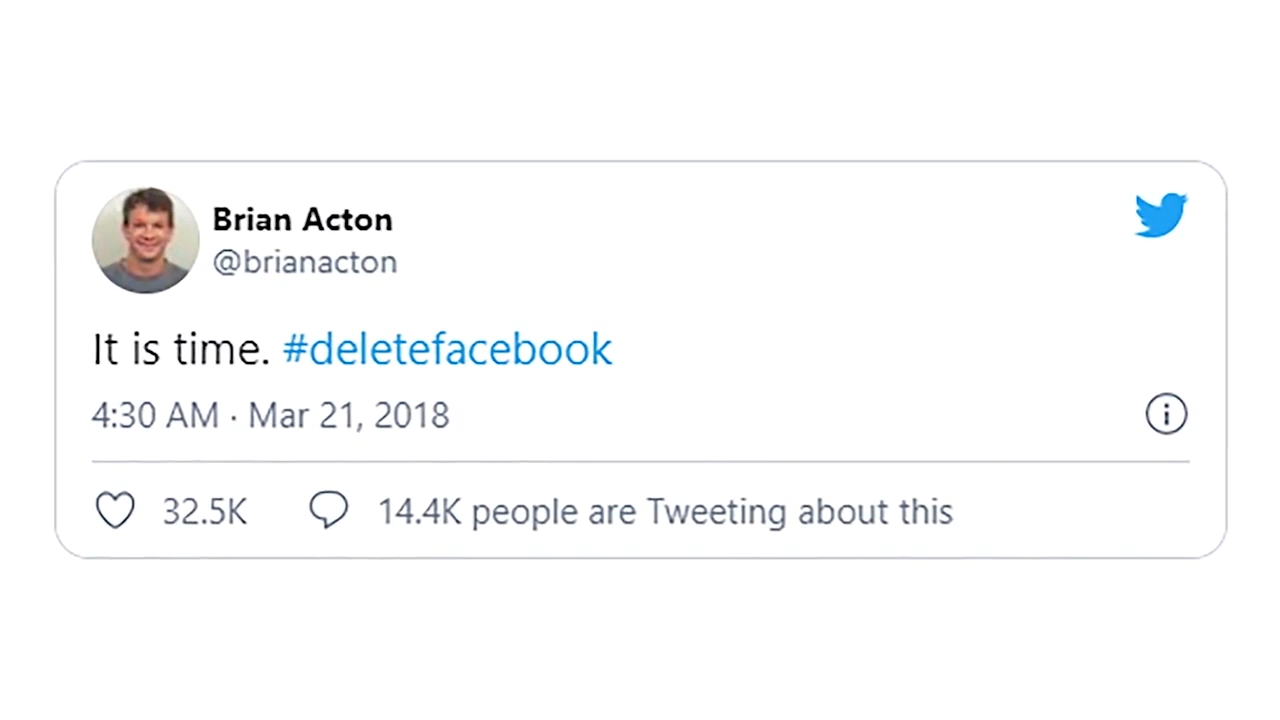 Brian Acton
@brianacton
It is time. #deletefacebook
4:30 AM · Mar 21, 2018
32.5K 14.4K people are Tweeting about this